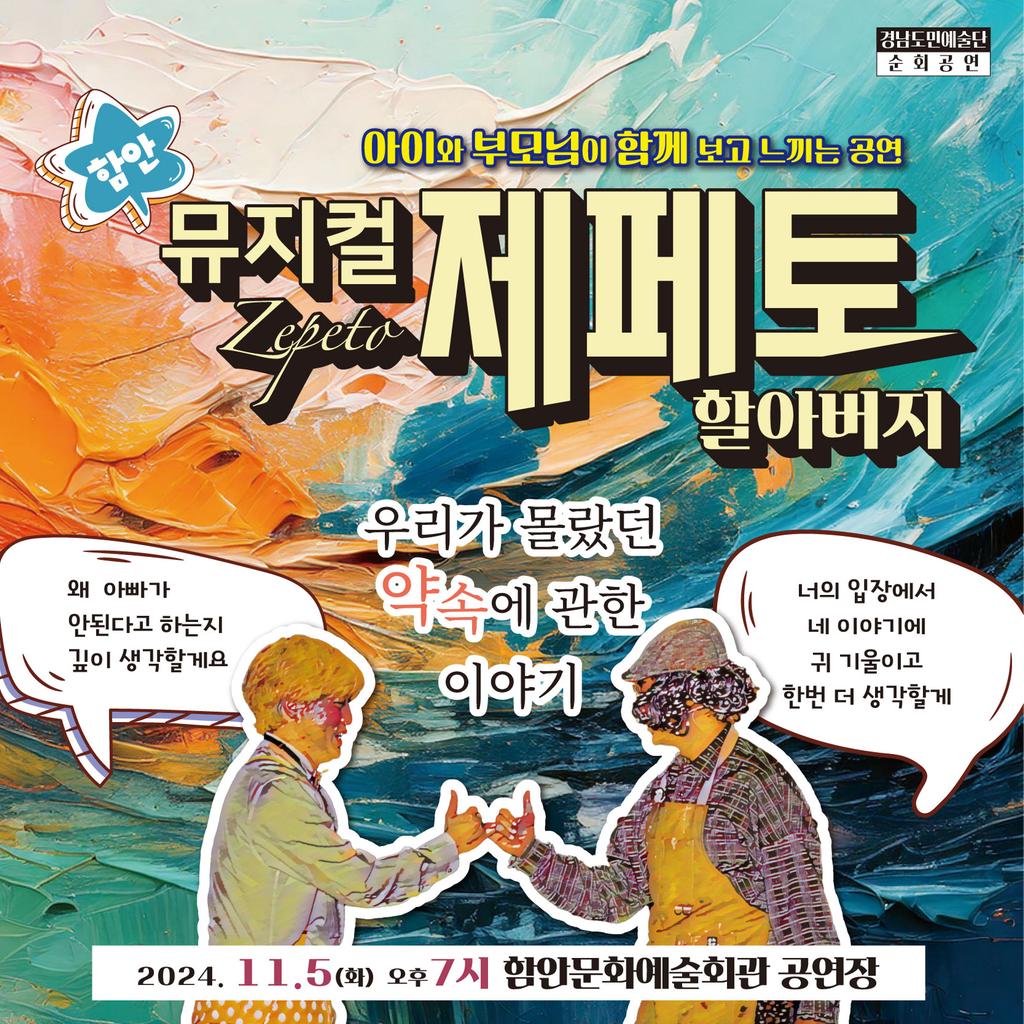 경남도민예술단
순회공연
함안
아이와 부모님이 함께 보고 느끼는 공연
뮤지컬 제페토
Zepeto
할아버지
우리가 몰랐던
약속에 관한
이야기
왜 아빠가
안된다고 하는지
깊이 생각할게요
너의 입장에서
네 이야기에
귀 기울이고
한번 더 생각할게
2024. 11.5(화) 오후7시 함안문화예술회관 공연장